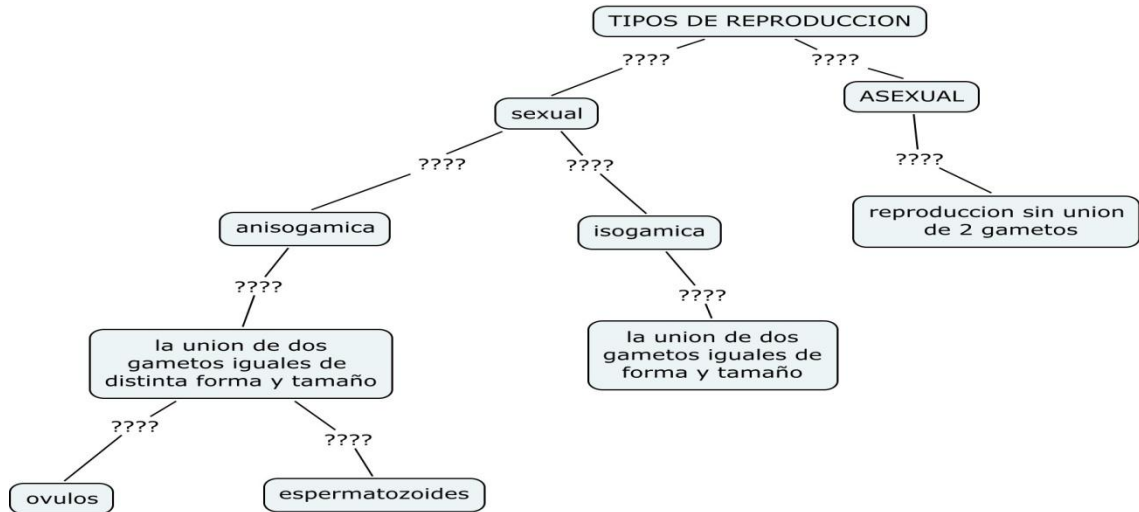 TIPOS DE REPRODUCCION
????
????
sexual
ASEXUAL
????
????
????
anisogamica
isogamica
reproduccion sin union
de 2 gametos
????
????
la union de dos
gametos iguales de
distinta forma y tamaño
la union de dos
gametos iguales de
forma y tamaño
????
????
ovulos
espermatozoides